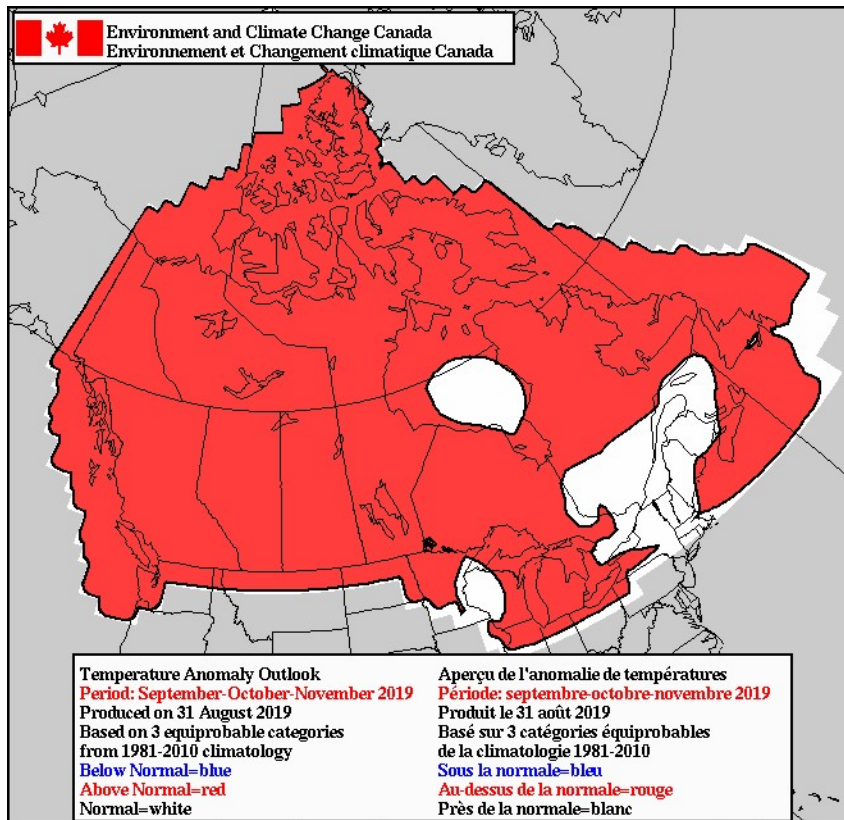 Environment and Climate Change Canada
Environnement et Changement climatique Canada
Temperature Anomaly Outlook
Period: September-October-November 2019
Produced on 31 August 2019
Based on 3 equiprobable categories
from 1981-2010 climatology
Below Normal=blue
Above Normal=red
Normal=white
Aperçu de l'anomalie de températures
Période: septembre-octobre-novembre 2019
Produit le 31 août 2019
Basé sur 3 catégories équiprobables
de la climatologie 1981-2010
Sous la normale=bleu
Au-dessus de la normale=rouge
Près de la normale=blanc